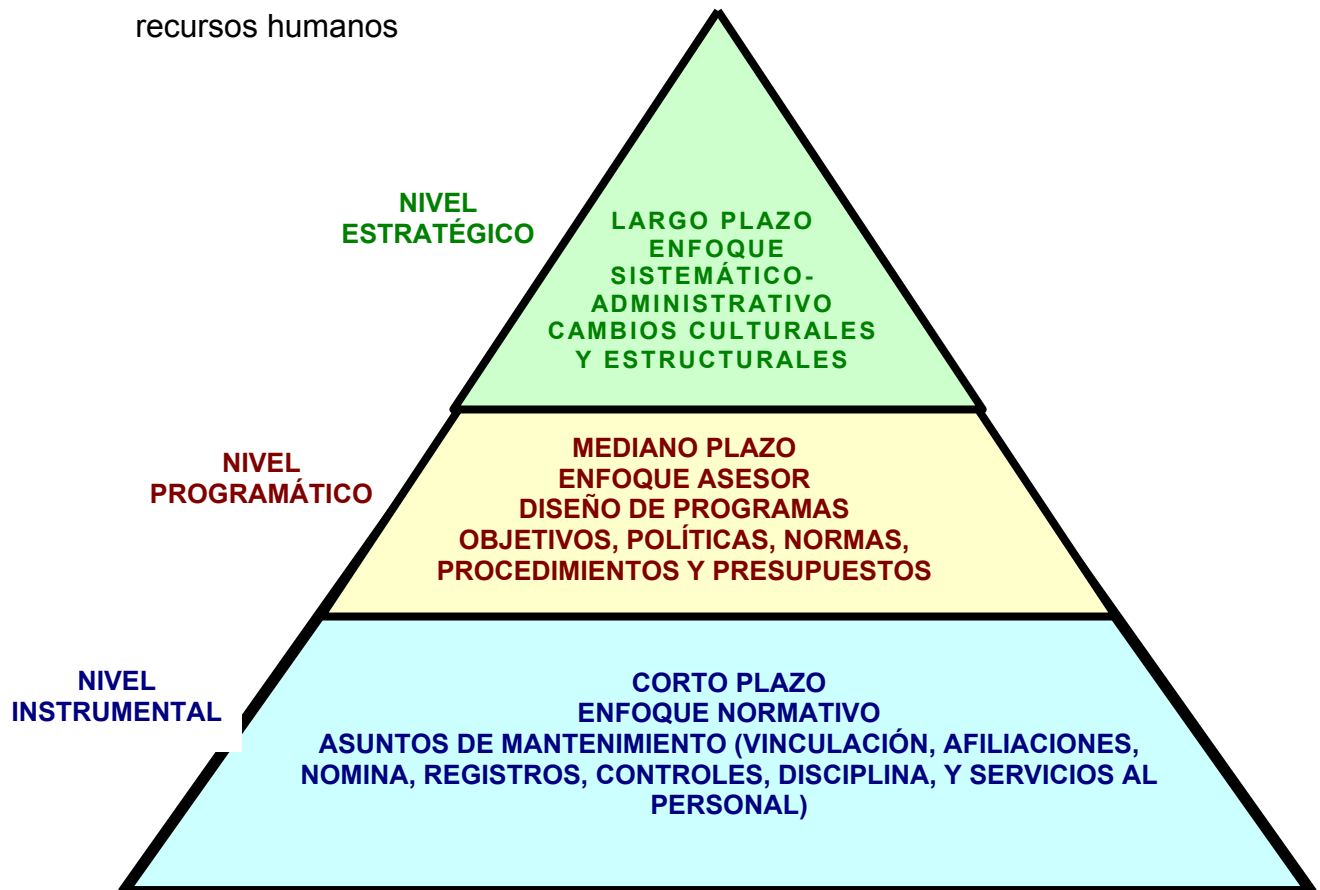 recursos humanos
NIVEL
ESTRATÉGICO
LARGO PLAZO
ENFOQUE
SISTEMÁTICO-
ADMINISTRATIVO
CAMBIOS CULTURALES
Y ESTRUCTURALES
NIVEL
PROGRAMÁTICO
MEDIANO PLAZO
ENFOQUE ASESOR
DISEÑO DE PROGRAMAS
OBJETIVOS, POLÍTICAS, NORMAS,
PROCEDIMIENTOS Y PRESUPUESTOS
NIVEL
INSTRUMENTAL
CORTO PLAZO
ENFOQUE NORMATIVO
ASUNTOS DE MANTENIMIENTO (VINCULACIÓN, AFILIACIONES,
NOMINA, REGISTROS, CONTROLES, DISCIPLINA, Y SERVICIOS AL
PERSONAL)